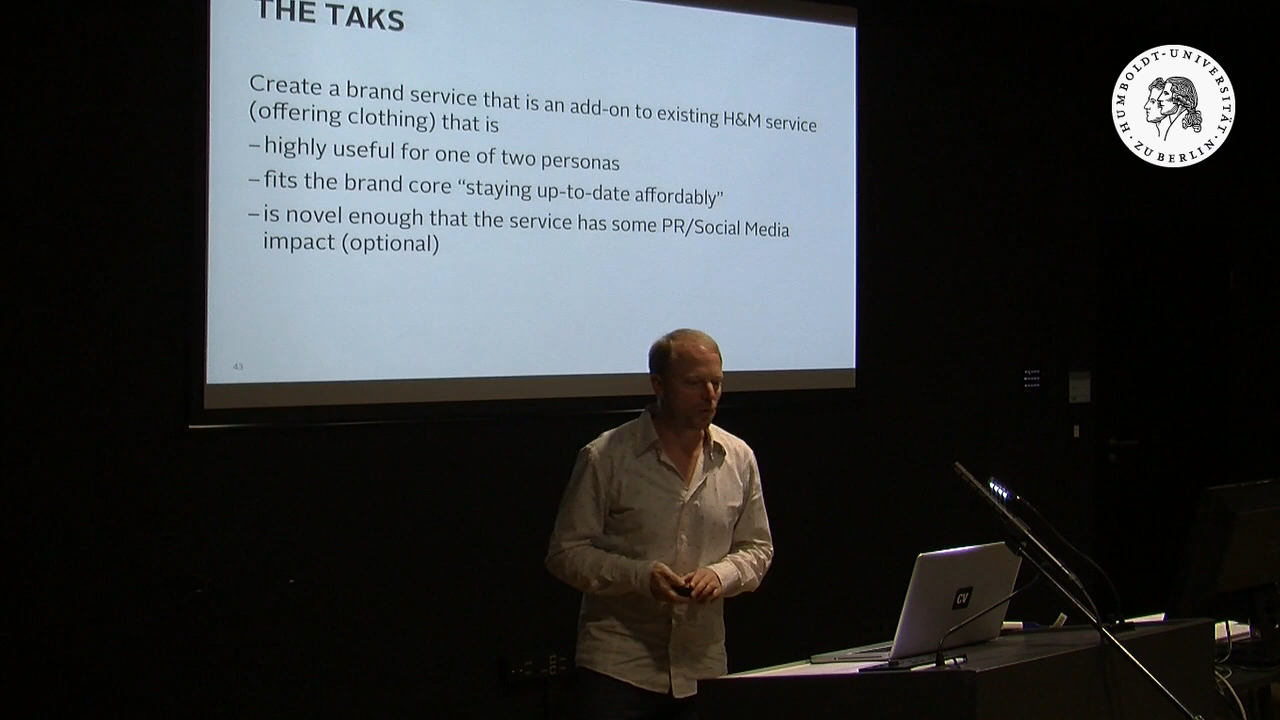 THE TAKS
Create a brand service that is an add-on to existing H&M service
(offering clothing) that is
– highly useful for one of two personas
– fits the brand core “staying up-to-date affordably”
– is novel enough that the service has some PR/Social Media
impact (optional)
43
HUMBOLDT-UNIVERSITÄT · ZU BERLIN ·
CV